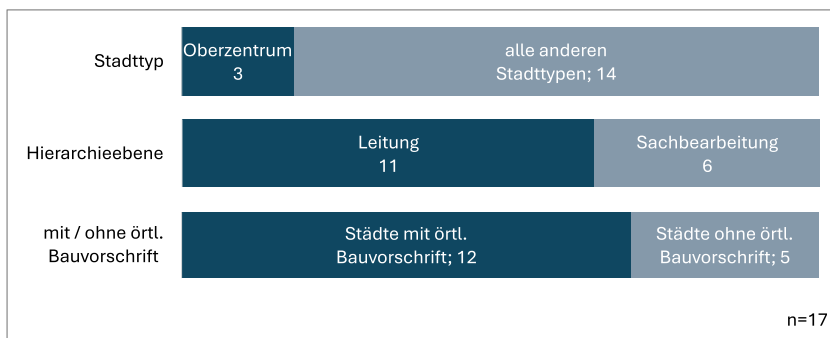 Stadttyp
Oberzentrum
3
alle anderen
Stadttypen; 14
Hierarchieebene
Leitung
11
Sachbearbeitung
6
mit / ohne örtl.
Bauvorschrift
Städte mit örtl.
Bauvorschrift; 12
Städte ohne örtl.
Bauvorschrift; 5
n=17